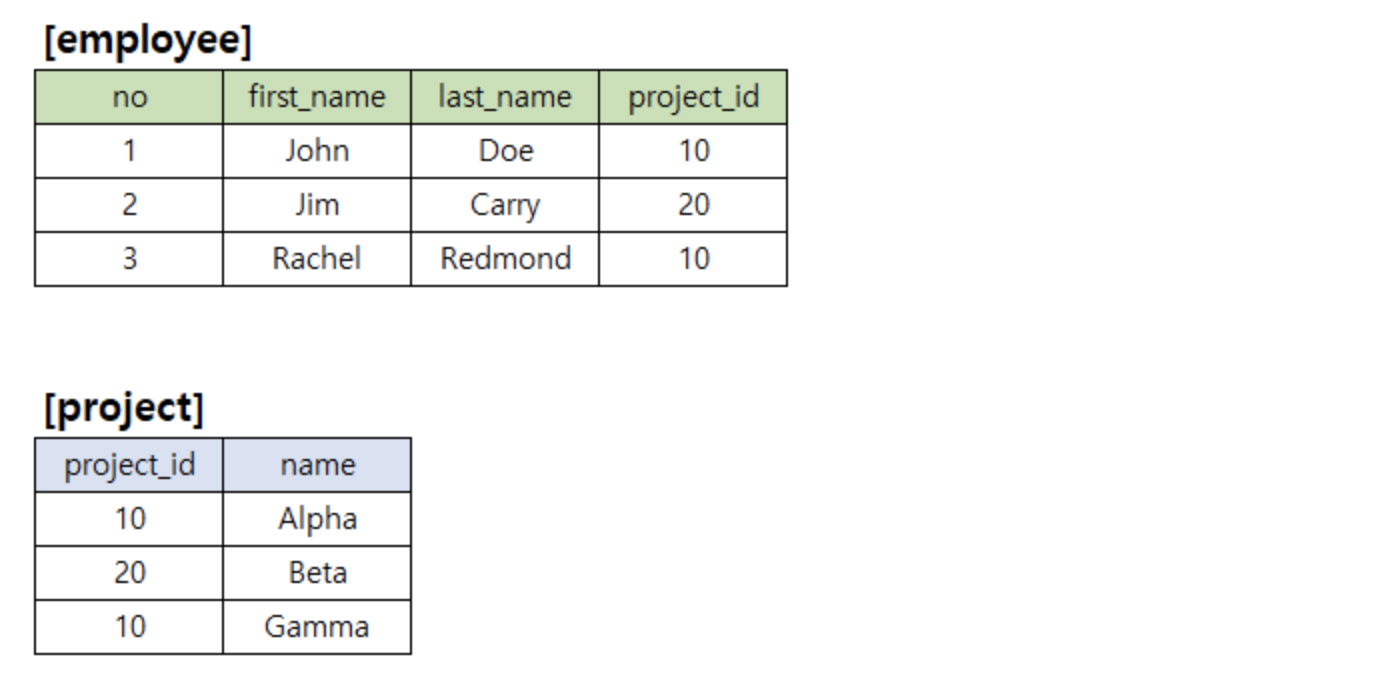 [employee]
no first_name last_name project_id
1 John Doe 10
2 Jim Carry 20
3 Rachel Redmond 10
[project]
project_id name
10 Alpha
20 Beta
10 Gamma